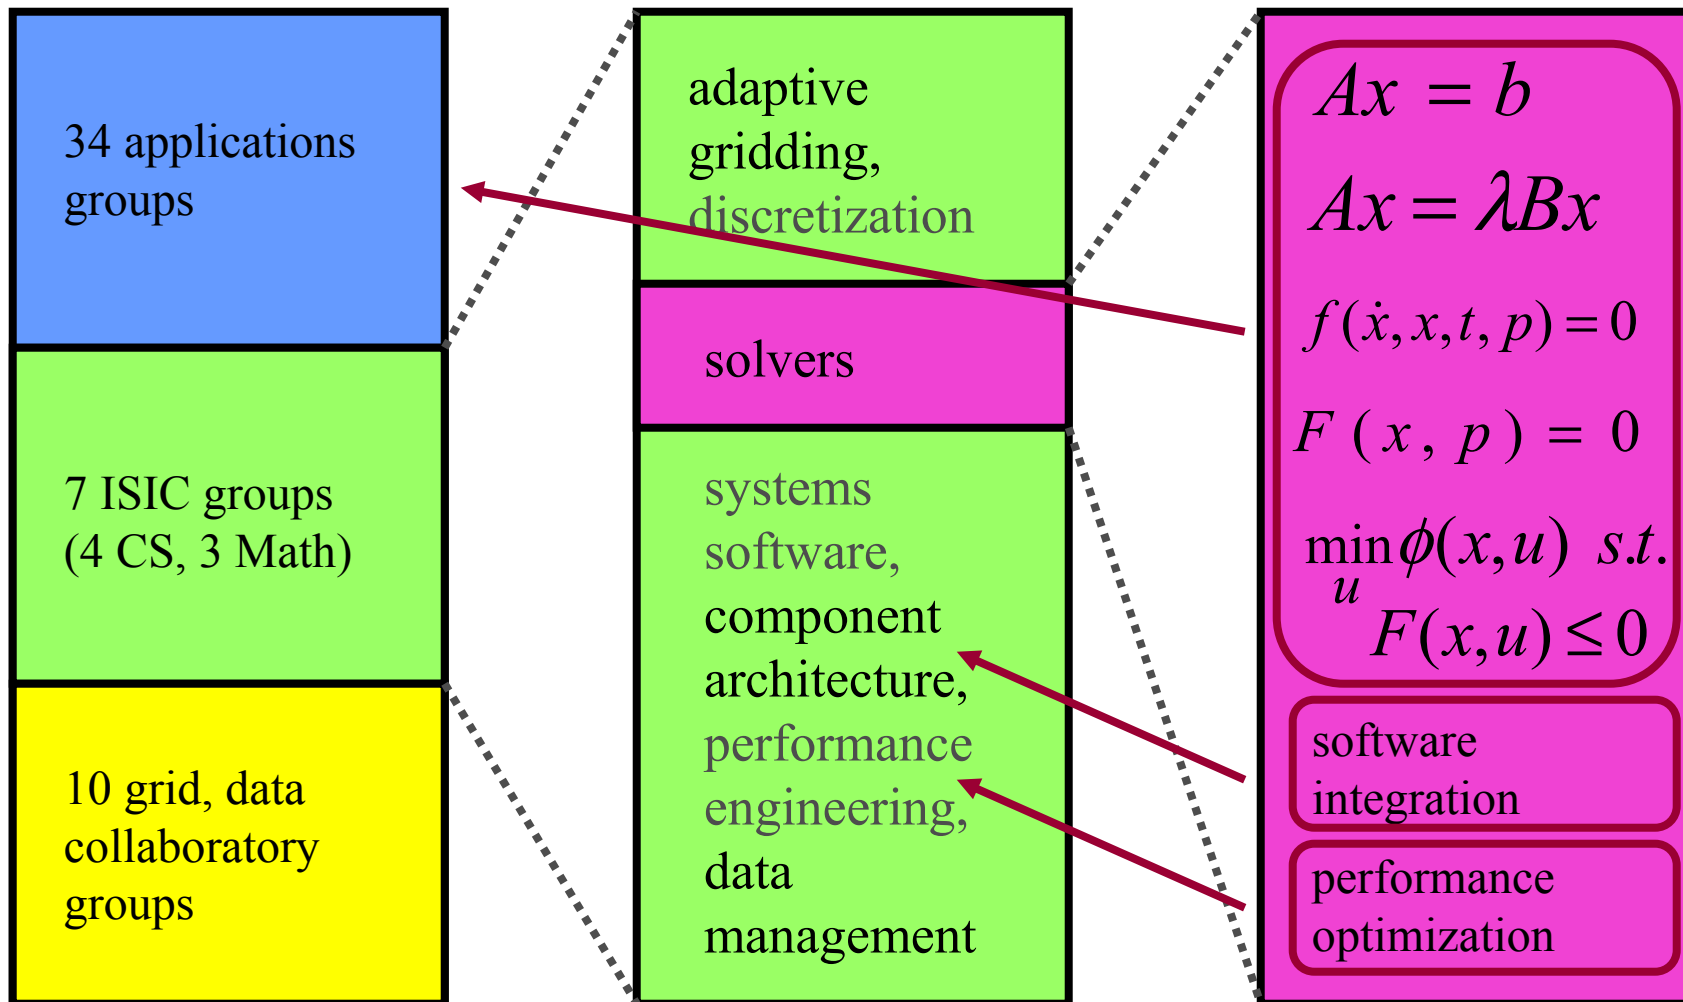 34 applications
groups
7 ISIC groups
(4 CS, 3 Math)
10 grid, data
collaboratory
groups
adaptive
gridding,
discretization
solvers
systems
software,
component
architecture,
performance
engineering,
data
management
Ax = b
Ax = λBx
f(ẋ, x, t, p) = 0
F ( x , p ) = 0
min ϕ(x, u) s.t.
u
F(x, u) ≤ 0
software
integration
performance
optimization